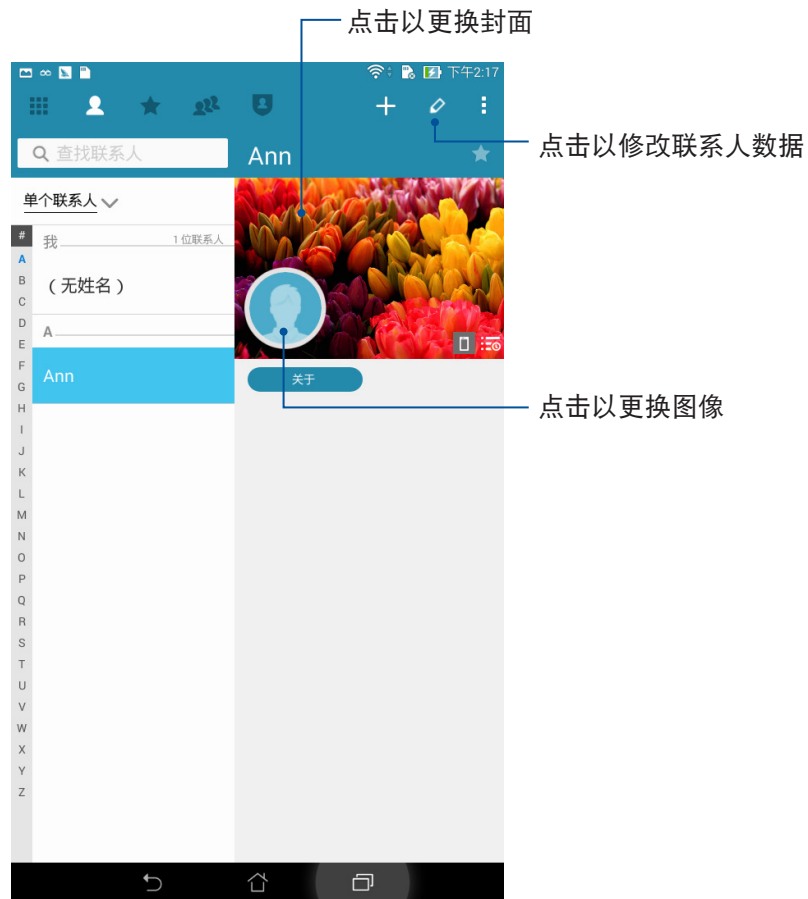 点击以更换封面
下午2:17
点击以修改联系人数据
查找联系人
Ann
单个联系人
#
我
1 位联系人
A
B
（无姓名）
C
D
A
E
F
Ann
关于
G
点击以更换图像
H
I
J
K
L
M
N
O
P
Q
R
S
T
U
V
W
X
Y
Z